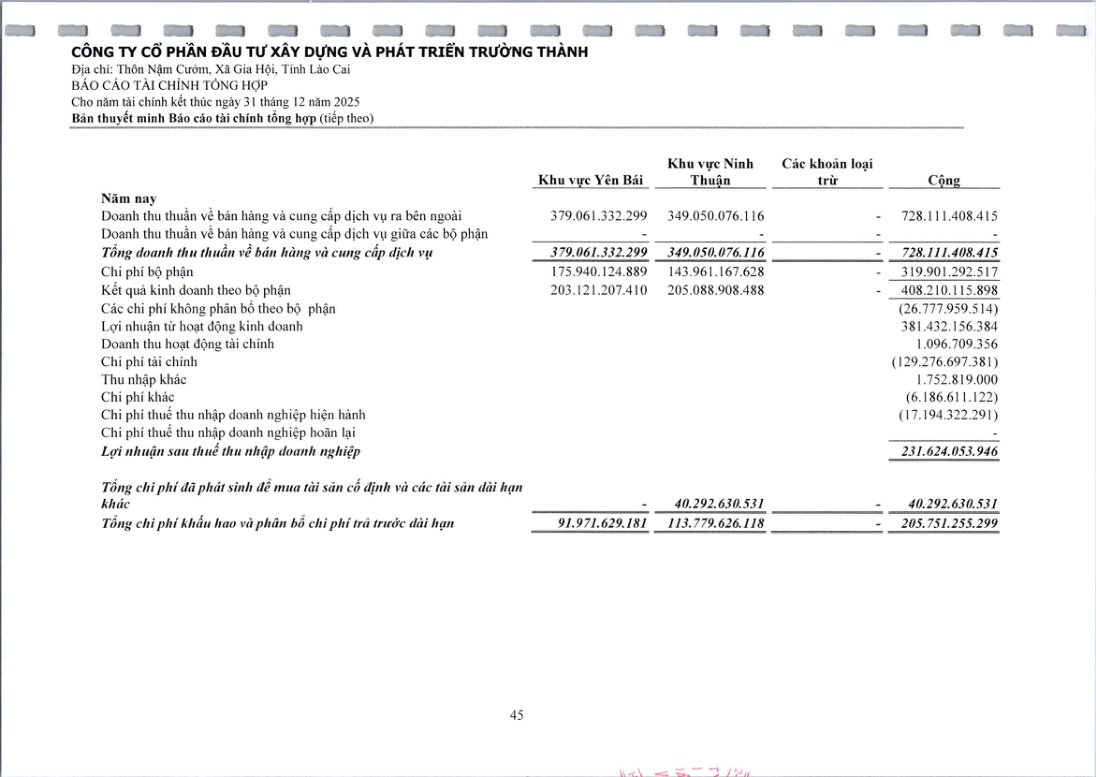 CÔNG TY CỔ PHẦN ĐẦU TƯ XÂY DỰNG VÀ PHÁT TRIỂN TRƯỜNG THÀNH
Địa chỉ: Thôn Nậm Cưởm, Xã Gia Hội, Tỉnh Lào Cai
BÁO CÁO TÀI CHÍNH TỔNG HỢP
Cho năm tài chính kết thúc ngày 31 tháng 12 năm 2025
Bản thuyết minh Báo cáo tài chính tổng hợp (tiếp theo)
Khu vực Yên Bái Khu vực Ninh Thuận Các khoản loại trừ Cộng
Năm nay
Doanh thu thuần về bán hàng và cung cấp dịch vụ ra bên ngoài 379.061.332.299 349.050.076.116 - 728.111.408.415
Doanh thu thuần về bán hàng và cung cấp dịch vụ giữa các bộ phận - - - -
Tổng doanh thu thuần về bán hàng và cung cấp dịch vụ 379.061.332.299 349.050.076.116 - 728.111.408.415
Chi phí bộ phận 175.940.124.889 143.961.167.628 - 319.901.292.517
Kết quả kinh doanh theo bộ phận 203.121.207.410 205.088.908.488 - 408.210.115.898
Các chi phí không phân bổ theo bộ phận (26.777.959.514)
Lợi nhuận từ hoạt động kinh doanh 381.432.156.384
Doanh thu hoạt động tài chính 1.096.709.356
Chi phí tài chính (129.276.697.381)
Thu nhập khác 1.752.819.000
Chi phí khác (6.186.611.122)
Chi phí thuế thu nhập doanh nghiệp hiện hành (17.194.322.291)
Chi phí thuế thu nhập doanh nghiệp hoãn lại -
Lợi nhuận sau thuế thu nhập doanh nghiệp 231.624.053.946
Tổng chi phí đã phát sinh để mua tài sản cố định và các tài sản dài hạn
khác - 40.292.630.531 - 40.292.630.531
Tổng chi phí khấu hao và phân bổ chi phí trả trước dài hạn 91.971.629.181 113.779.626.118 - 205.751.255.299
45